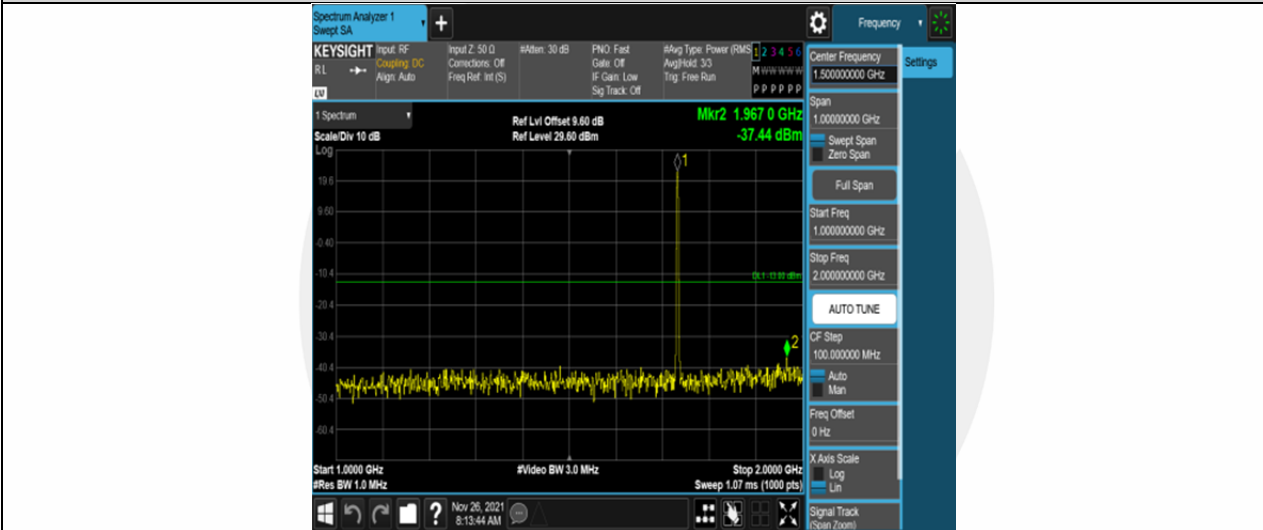 Spectrum Analyzer 1
Swept SA
+
Frequency
KEYSIGHT
RL
LV
Input: RF
Coupling: DC
Align: Auto
Input Z: 50 Ω
Corrections: Off
Freq Ref: Int (S)
#Atten: 30 dB
PNO: Fast
Gate: Off
IF Gain: Low
Sig Track: Off
#Avg Type: Power (RMS
Avg|Hold: 3/3
Trig: Free Run
1 2 3 4 5 6
M W W W W W
P P P P P P
1 Spectrum
Scale/Div 10 dB
Log
Ref Lvl Offset 9.60 dB
Ref Level 29.60 dBm
Mkr2 1.967 0 GHz
-37.44 dBm
1
19.6
9.60
-0.40
-10.4
DL1 -13.00 dBm
-20.4
-30.4
2
-40.4
-50.4
-60.4
Start 1.0000 GHz
#Video BW 3.0 MHz
Stop 2.0000 GHz
#Res BW 1.0 MHz
Sweep 1.07 ms (1000 pts)
?
Nov 26, 2021
8:13:44 AM
Center Frequency
1.500000000 GHz
Settings
Span
1.00000000 GHz
Swept Span
Zero Span
Full Span
Start Freq
1.000000000 GHz
Stop Freq
2.000000000 GHz
AUTO TUNE
CF Step
100.000000 MHz
Auto
Man
Freq Offset
0 Hz
X Axis Scale
Log
Lin
Signal Track
(Span Zoom)